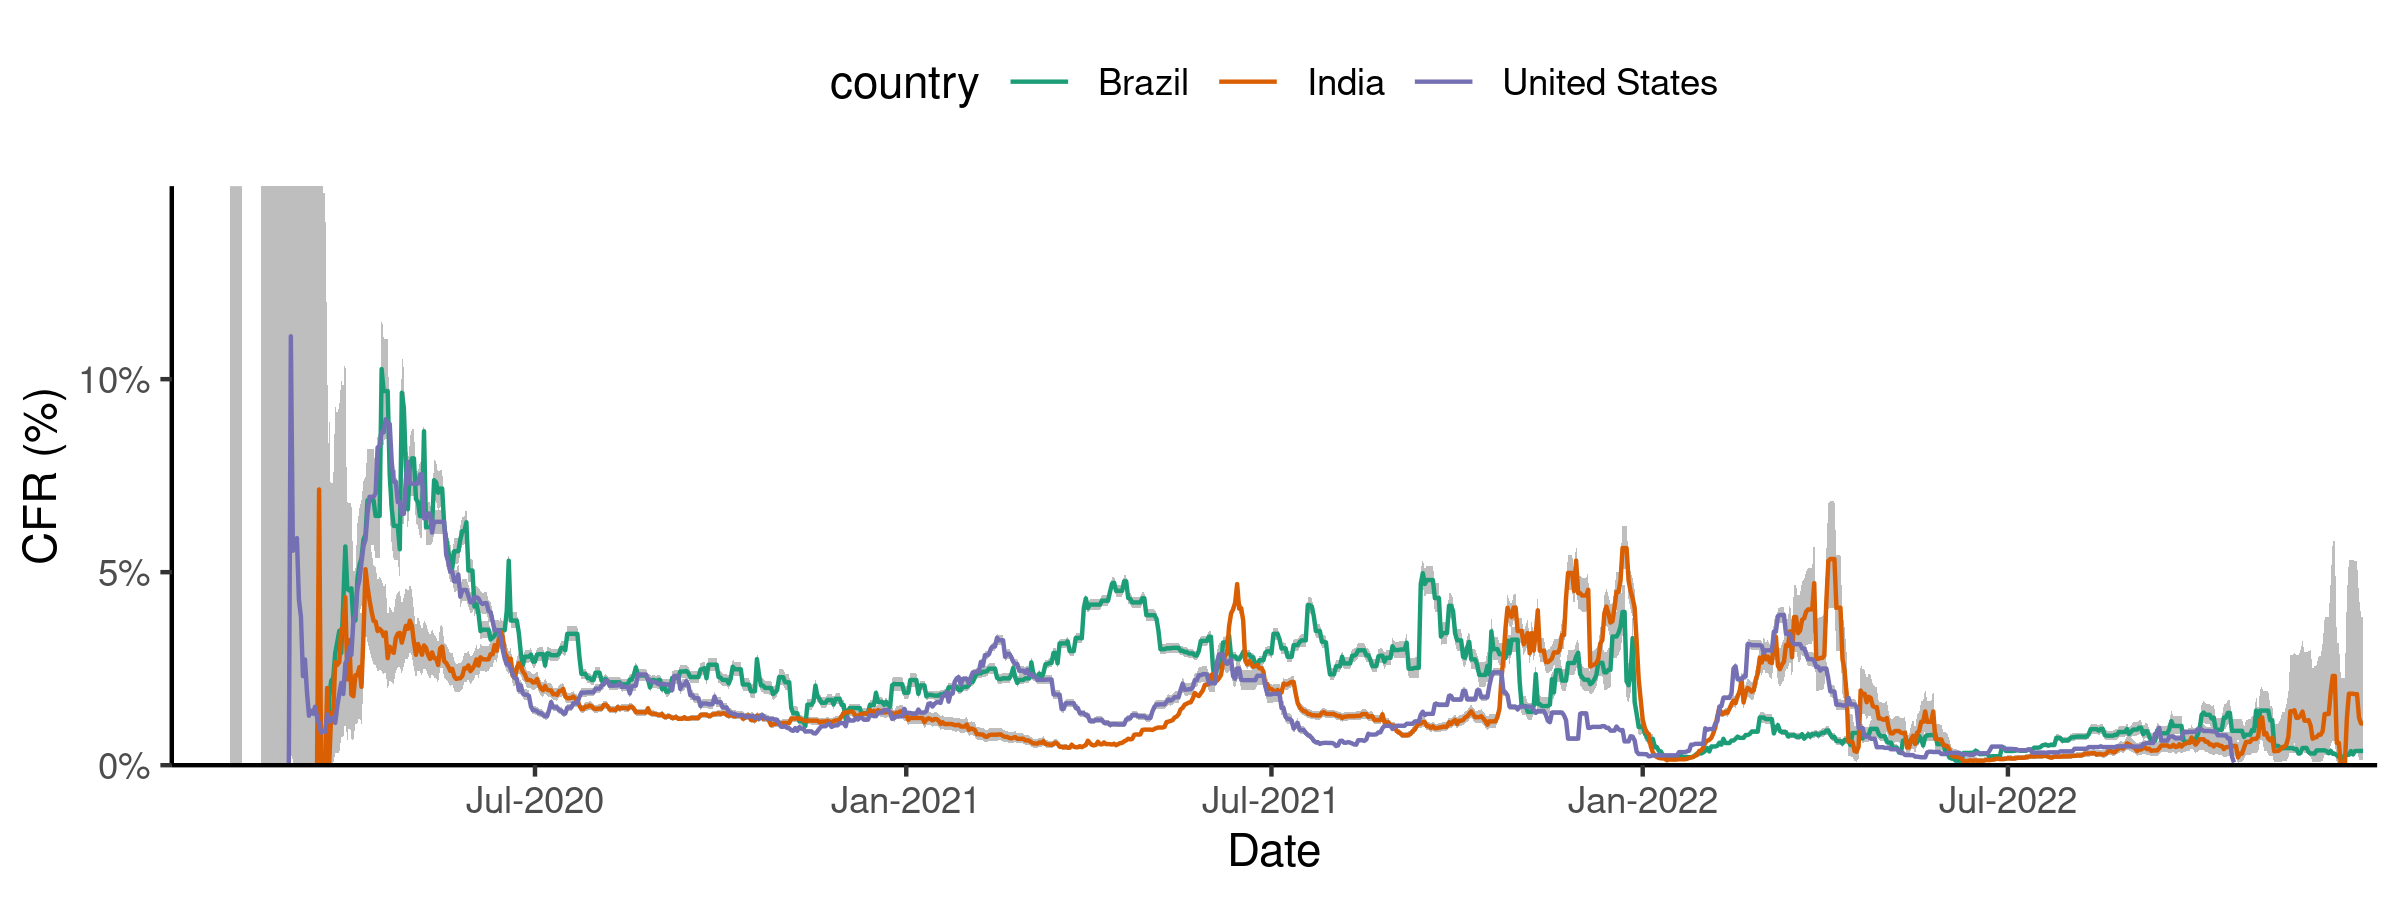 country Brazil India United States
CFR (%)
10%
5%
0%
Jul-2020 Jan-2021 Jul-2021 Jan-2022 Jul-2022
Date